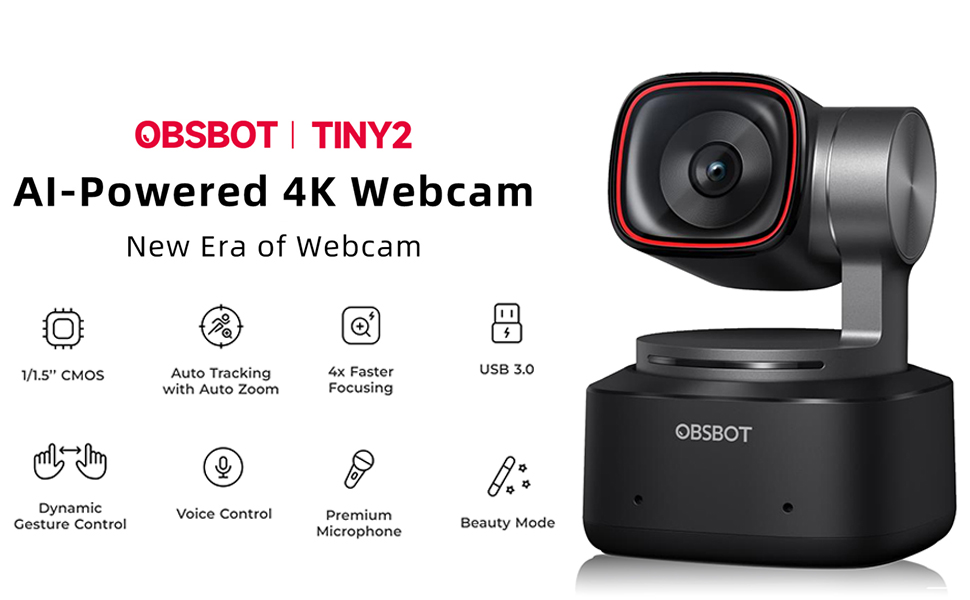 OBSBOT | TINY2
AI-Powered 4K Webcam
New Era of Webcam
1/1.5’’ CMOS
Auto Tracking
with Auto Zoom
4x Faster
Focusing
USB 3.0
Dynamic
Gesture Control
Voice Control
Premium
Microphone
Beauty Mode
OBSBOT